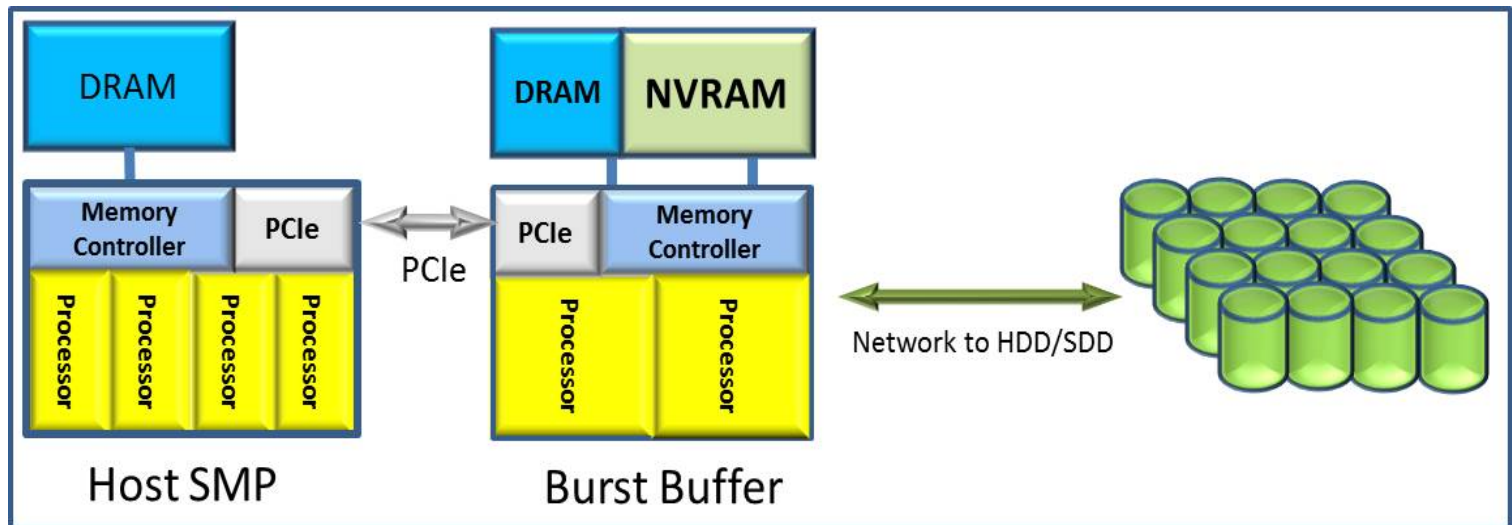 DRAM
Memory
Controller
PCIe
Processor
Processor
Processor
Processor
Host SMP
PCIe
DRAM
NVRAM
PCIe
Memory
Controller
Processor
Processor
Burst Buffer
Network to HDD/SDD